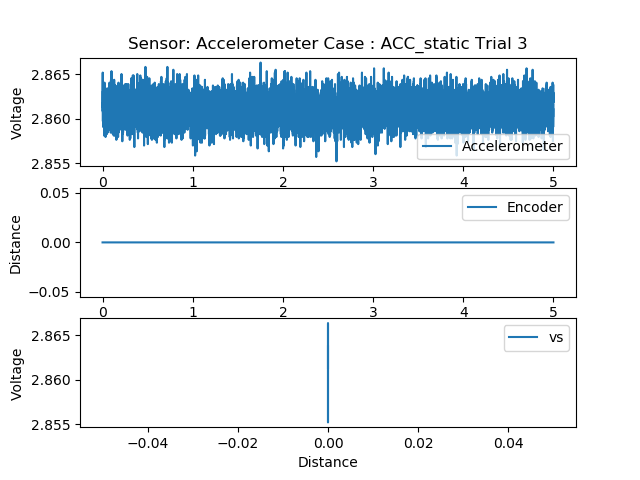 Sensor: Accelerometer Case : ACC_static Trial 3
2.865
2.860
2.855
Voltage
Accelerometer
0 1 2 3 4 5
0.05
0.00
−0.05
Distance
Encoder
0 1 2 3 4 5
2.865
2.860
2.855
Voltage
vs
−0.04 −0.02 0.00 0.02 0.04
Distance